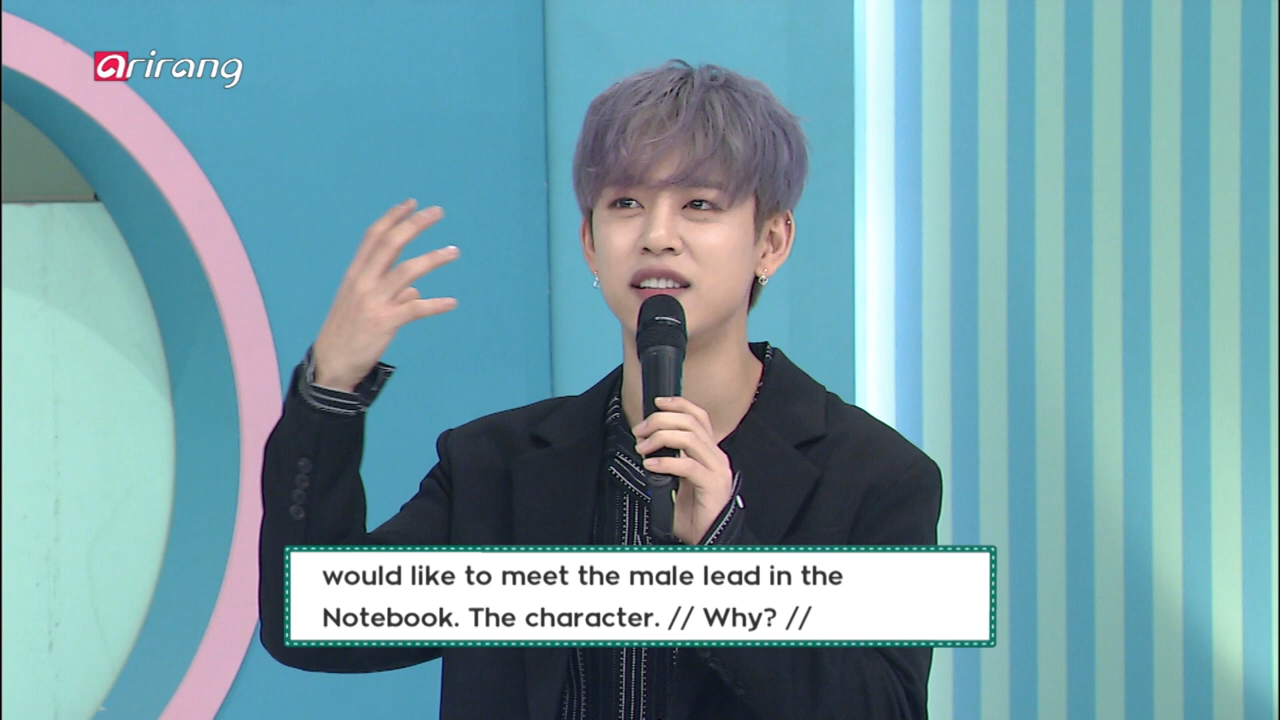 arirang
would like to meet the male lead in the
Notebook. The character. // Why? //